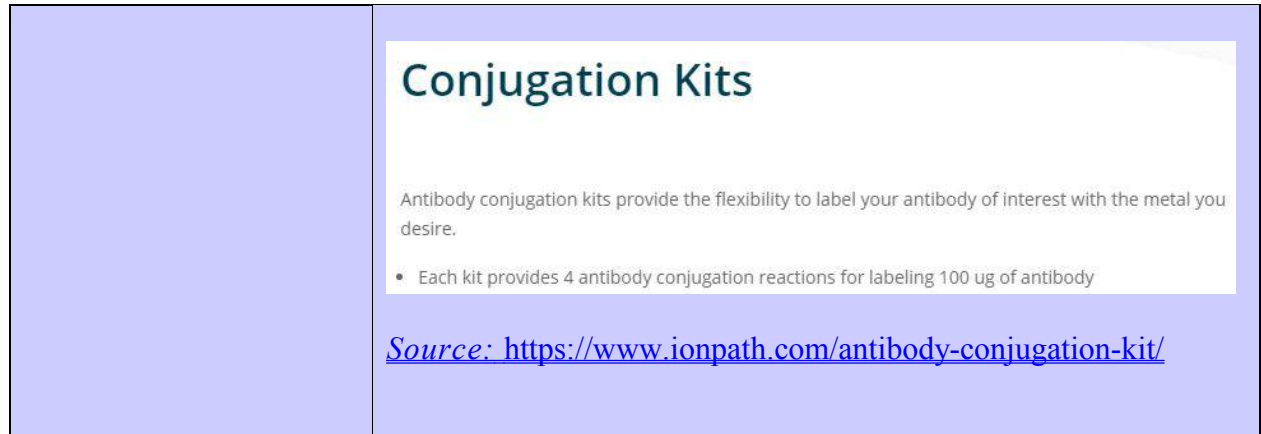 Conjugation Kits
Antibody conjugation kits provide the flexibility to label your antibody of interest with the metal you
desire.
• Each kit provides 4 antibody conjugation reactions for labeling 100 ug of antibody
Source: https://www.ionpath.com/antibody-conjugation-kit/